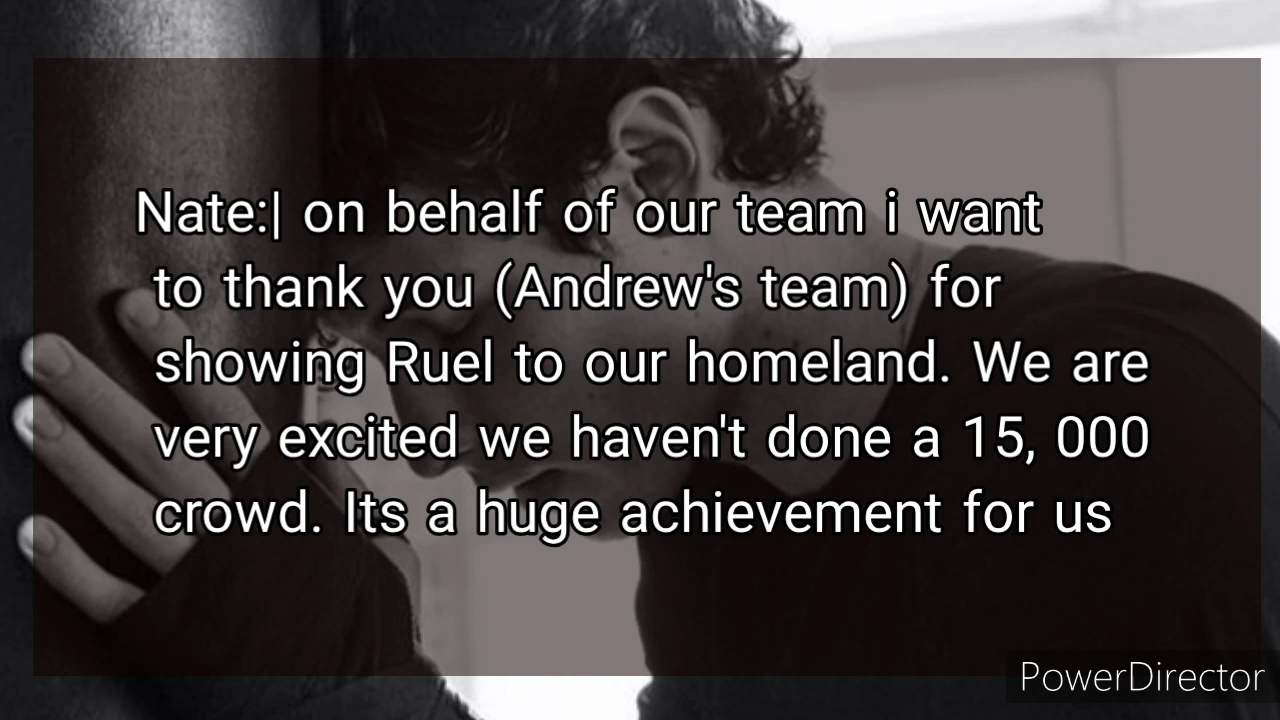 Nate:| on behalf of our team i want
to thank you (Andrew's team) for
showing Ruel to our homeland. We are
very excited we haven't done a 15, 000
crowd. Its a huge achievement for us
PowerDirector